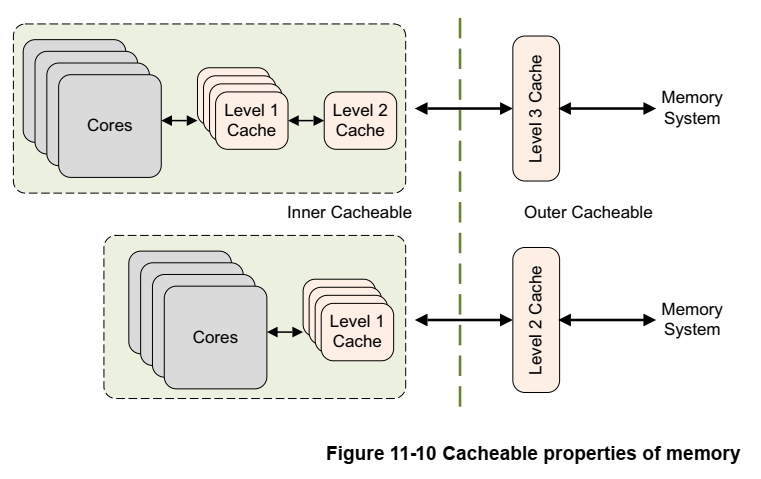 Cores
Level 1
Cache
Level 2
Cache
Level 3 Cache
Memory
System
Inner Cacheable
Outer Cacheable
Cores
Level 1
Cache
Level 2 Cache
Memory
System
Figure 11-10 Cacheable properties of memory